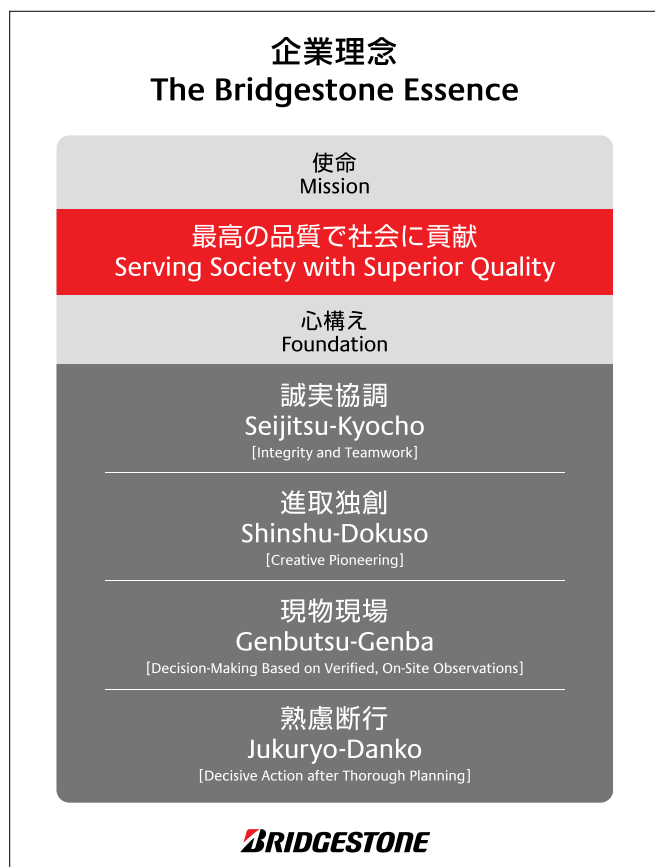 企業理念
The Bridgestone Essence
使命
Mission
最高の品質で社会に貢献
Serving Society with Superior Quality
心構え
Foundation
誠実協調
Seijitsu-Kyocho
[Integrity and Teamwork]
進取独創
Shinshu-Dokuso
[Creative Pioneering]
現物現場
Genbutsu-Genba
[Decision-Making Based on Verified, On-Site Observations]
熟慮断行
Jukuryo-Danko
[Decisive Action after Thorough Planning]
BRIDGESTONE